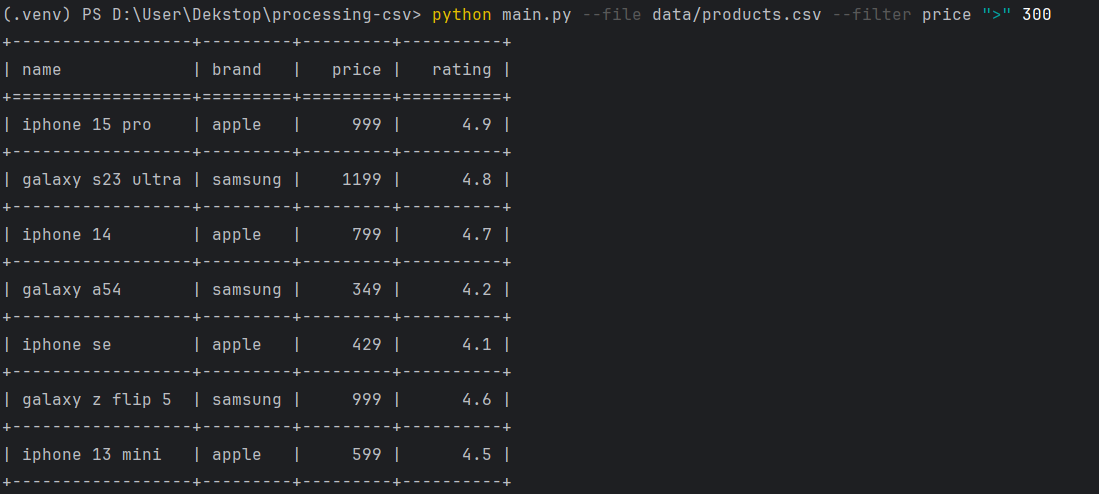 (.venv) PS D:\User\Dekstop\processing-csv> python main.py --file data/products.csv --filter price ">" 300
+------------------+---------+---------+----------+
| name             | brand   |   price |   rating |
+==================+=========+=========+==========+
| iphone 15 pro    | apple   |     999 |      4.9 |
+------------------+---------+---------+----------+
| galaxy s23 ultra | samsung |    1199 |      4.8 |
+------------------+---------+---------+----------+
| iphone 14        | apple   |     799 |      4.7 |
+------------------+---------+---------+----------+
| galaxy a54       | samsung |     349 |      4.2 |
+------------------+---------+---------+----------+
| iphone se        | apple   |     429 |      4.1 |
+------------------+---------+---------+----------+
| galaxy z flip 5  | samsung |     999 |      4.6 |
+------------------+---------+---------+----------+
| iphone 13 mini   | apple   |     599 |      4.5 |
+------------------+---------+---------+----------+